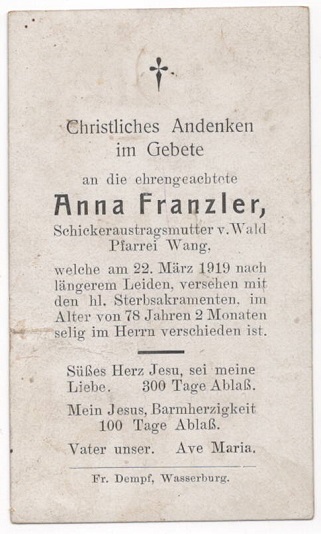 Christliches Andenken
im Gebete
an die ehrengeachtete
Anna Franzler,
Schickeraustragsmutter v. Wald
Pfarrei Wang,
welche am 22. März 1919 nach
längerem Leiden, versehen mit
den hl. Sterbsakramenten, im
Alter von 78 Jahren 2 Monaten
selig im Herrn verschieden ist.
Süßes Herz Jesu, sei meine
Liebe. 300 Tage Ablaß.
Mein Jesus, Barmherzigkeit
100 Tage Ablaß.
Vater unser. Ave Maria.
Fr. Dempf, Wasserburg.